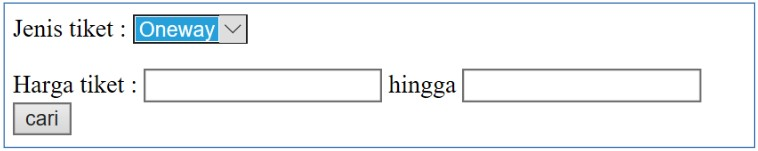 Jenis tiket : Oneway
Harga tiket : hingga
cari